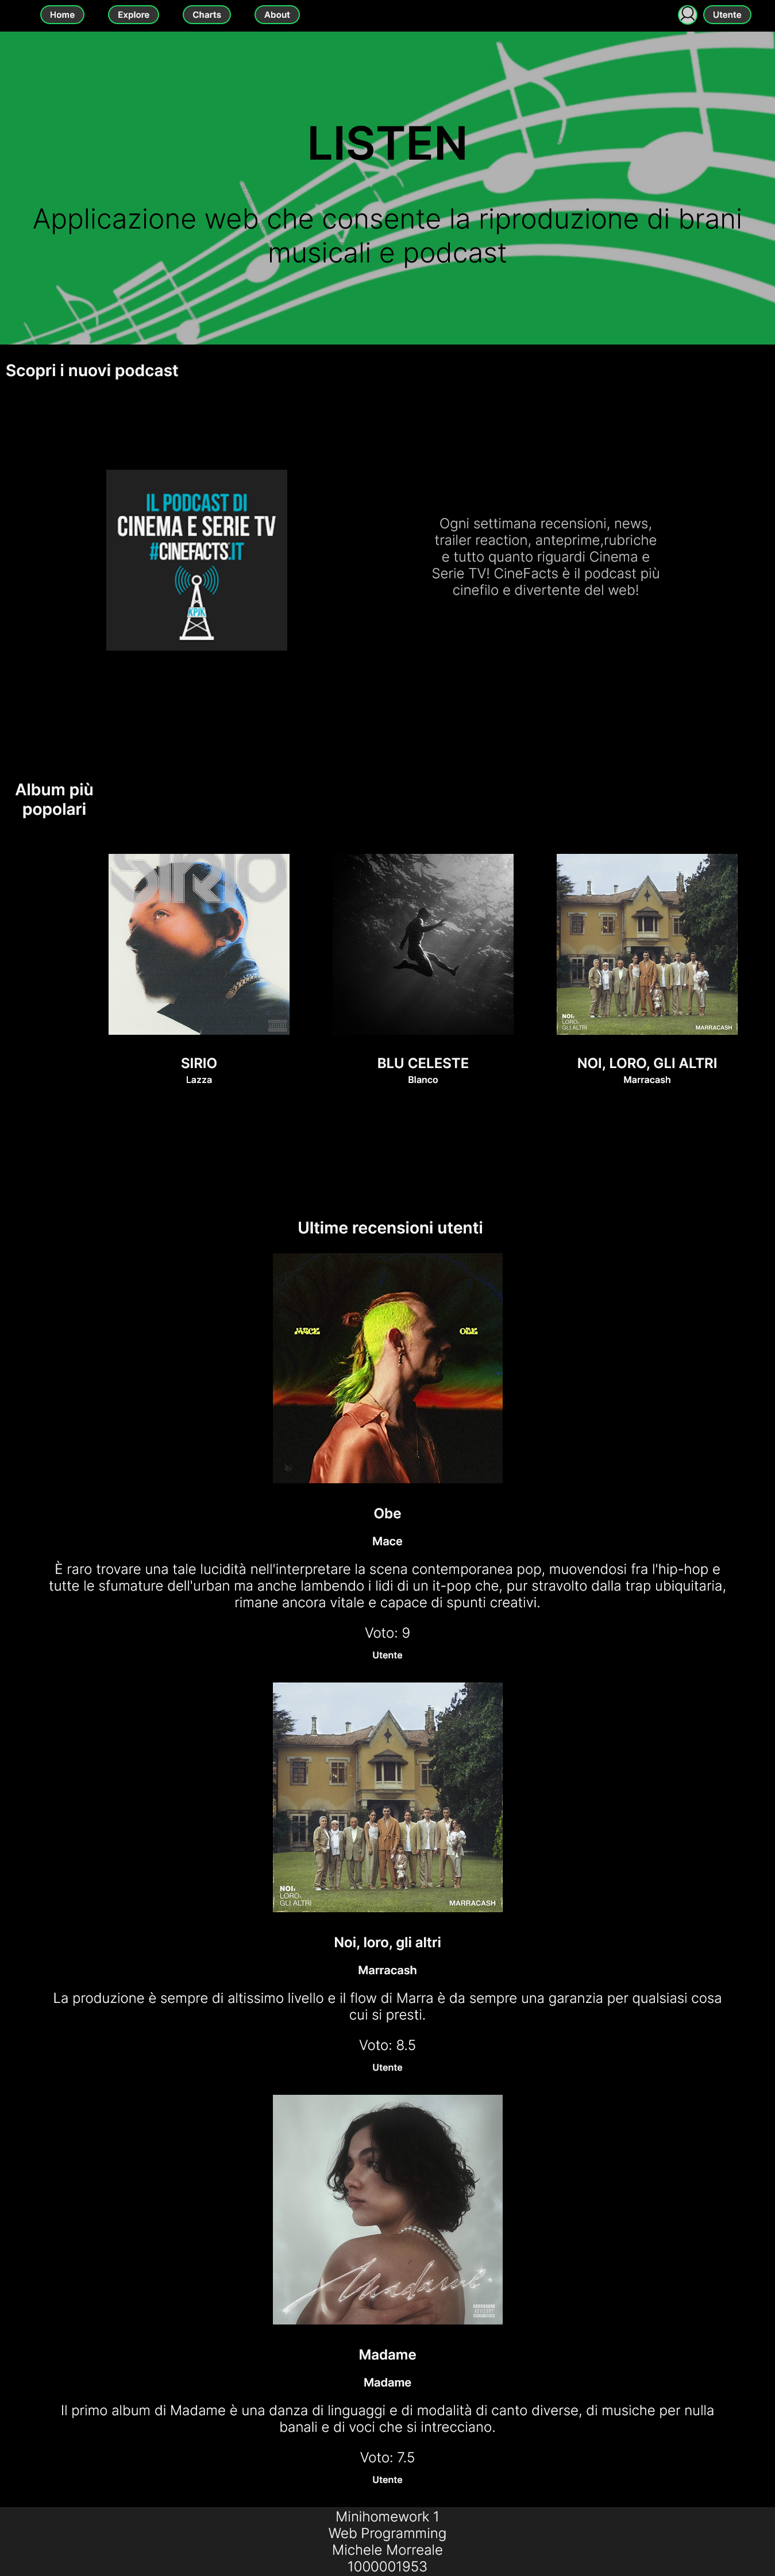 Home
Explore
Charts
About
Utente
LISTEN
Applicazione web che consente la riproduzione di brani
musicali e podcast
Scopri i nuovi podcast
IL PODCAST DI
CINEMA E SERIE TV
#CINEFACTS.IT
KPJK
Ogni settimana recensioni, news,
trailer reaction, anteprime,rubriche
e tutto quanto riguardi Cinema e
Serie TV! CineFacts è il podcast più
cinefilo e divertente del web!
Album più
popolari
SIRIO
NOI,
LORO,
GLI ALTRI
MARRACASH
SIRIO
Lazza
BLU CELESTE
Blanco
NOI, LORO, GLI ALTRI
Marracash
Ultime recensioni utenti
MACE
OBE
Obe
Mace
È raro trovare una tale lucidità nell'interpretare la scena contemporanea pop, muovendosi fra l'hip-hop e
tutte le sfumature dell'urban ma anche lambendo i lidi di un it-pop che, pur stravolto dalla trap ubiquitaria,
rimane ancora vitale e capace di spunti creativi.
Voto: 9
Utente
NOI,
LORO,
GLI ALTRI
MARRACASH
Noi, loro, gli altri
Marracash
La produzione è sempre di altissimo livello e il flow di Marra è da sempre una garanzia per qualsiasi cosa
cui si presti.
Voto: 8.5
Utente
Madame
Madame
Madame
Il primo album di Madame è una danza di linguaggi e di modalità di canto diverse, di musiche per nulla
banali e di voci che si intrecciano.
Voto: 7.5
Utente
Minihomework 1
Web Programming
Michele Morreale
1000001953